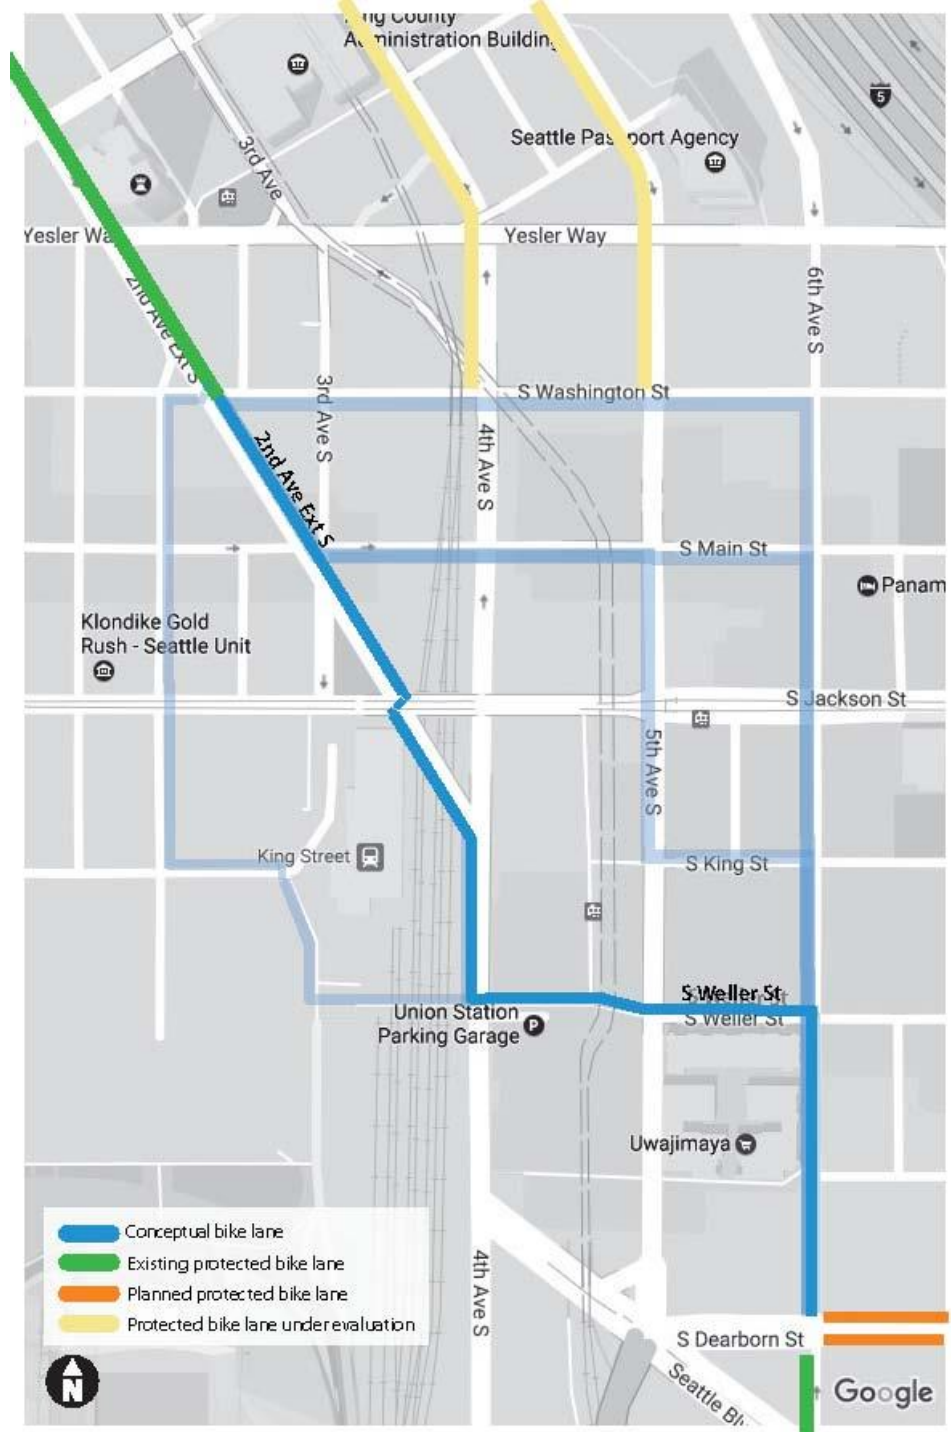 King County
Administration Building
5
Seattle Passport Agency
3rd Ave
Yesler Way
Yesler Way
2nd Ave Ext S
6th Ave S
S Washington St
3rd Ave S
2nd Ave Ext S
4th Ave S
S Main St
Panam
Klondike Gold
Rush - Seattle Unit
S Jackson St
5th Ave S
King Street
S King St
S Weller St
S Weller St
Union Station
Parking Garage
P
Uwajimaya
Conceptual bike lane
Existing protected bike lane
Planned protected bike lane
Protected bike lane under evaluation
4th Ave S
S Dearborn St
Seattle Blv
N
Google